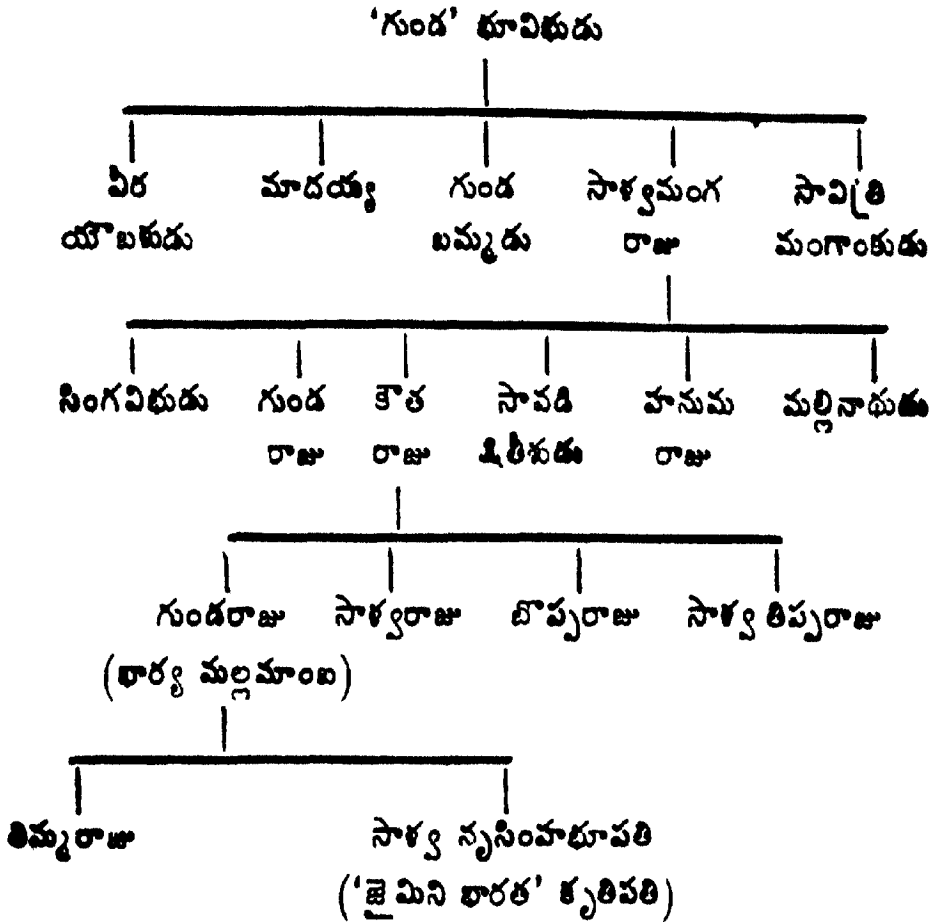 ‘గుండ’ భూవిభుడు
వీర మాదయ్య గుండ సాళ్వమంగ సావిత్రి
యౌబళుడు బమ్మడు రాజు మంగాంకుడు
సింగవిభుడు గుండ కౌత సావడి హనుమ మల్లినాథుడు
రాజు రాజు క్షితీశుడు రాజు
గుండరాజు సాళ్వరాజు బొప్పరాజు సాళ్వ తిప్పరాజు
(భార్య మల్లమాంబ)
తిమ్మరాజు సాళ్వ నృసింహభూపతి
(‘జైమిని భారత’ కృతిపతి)